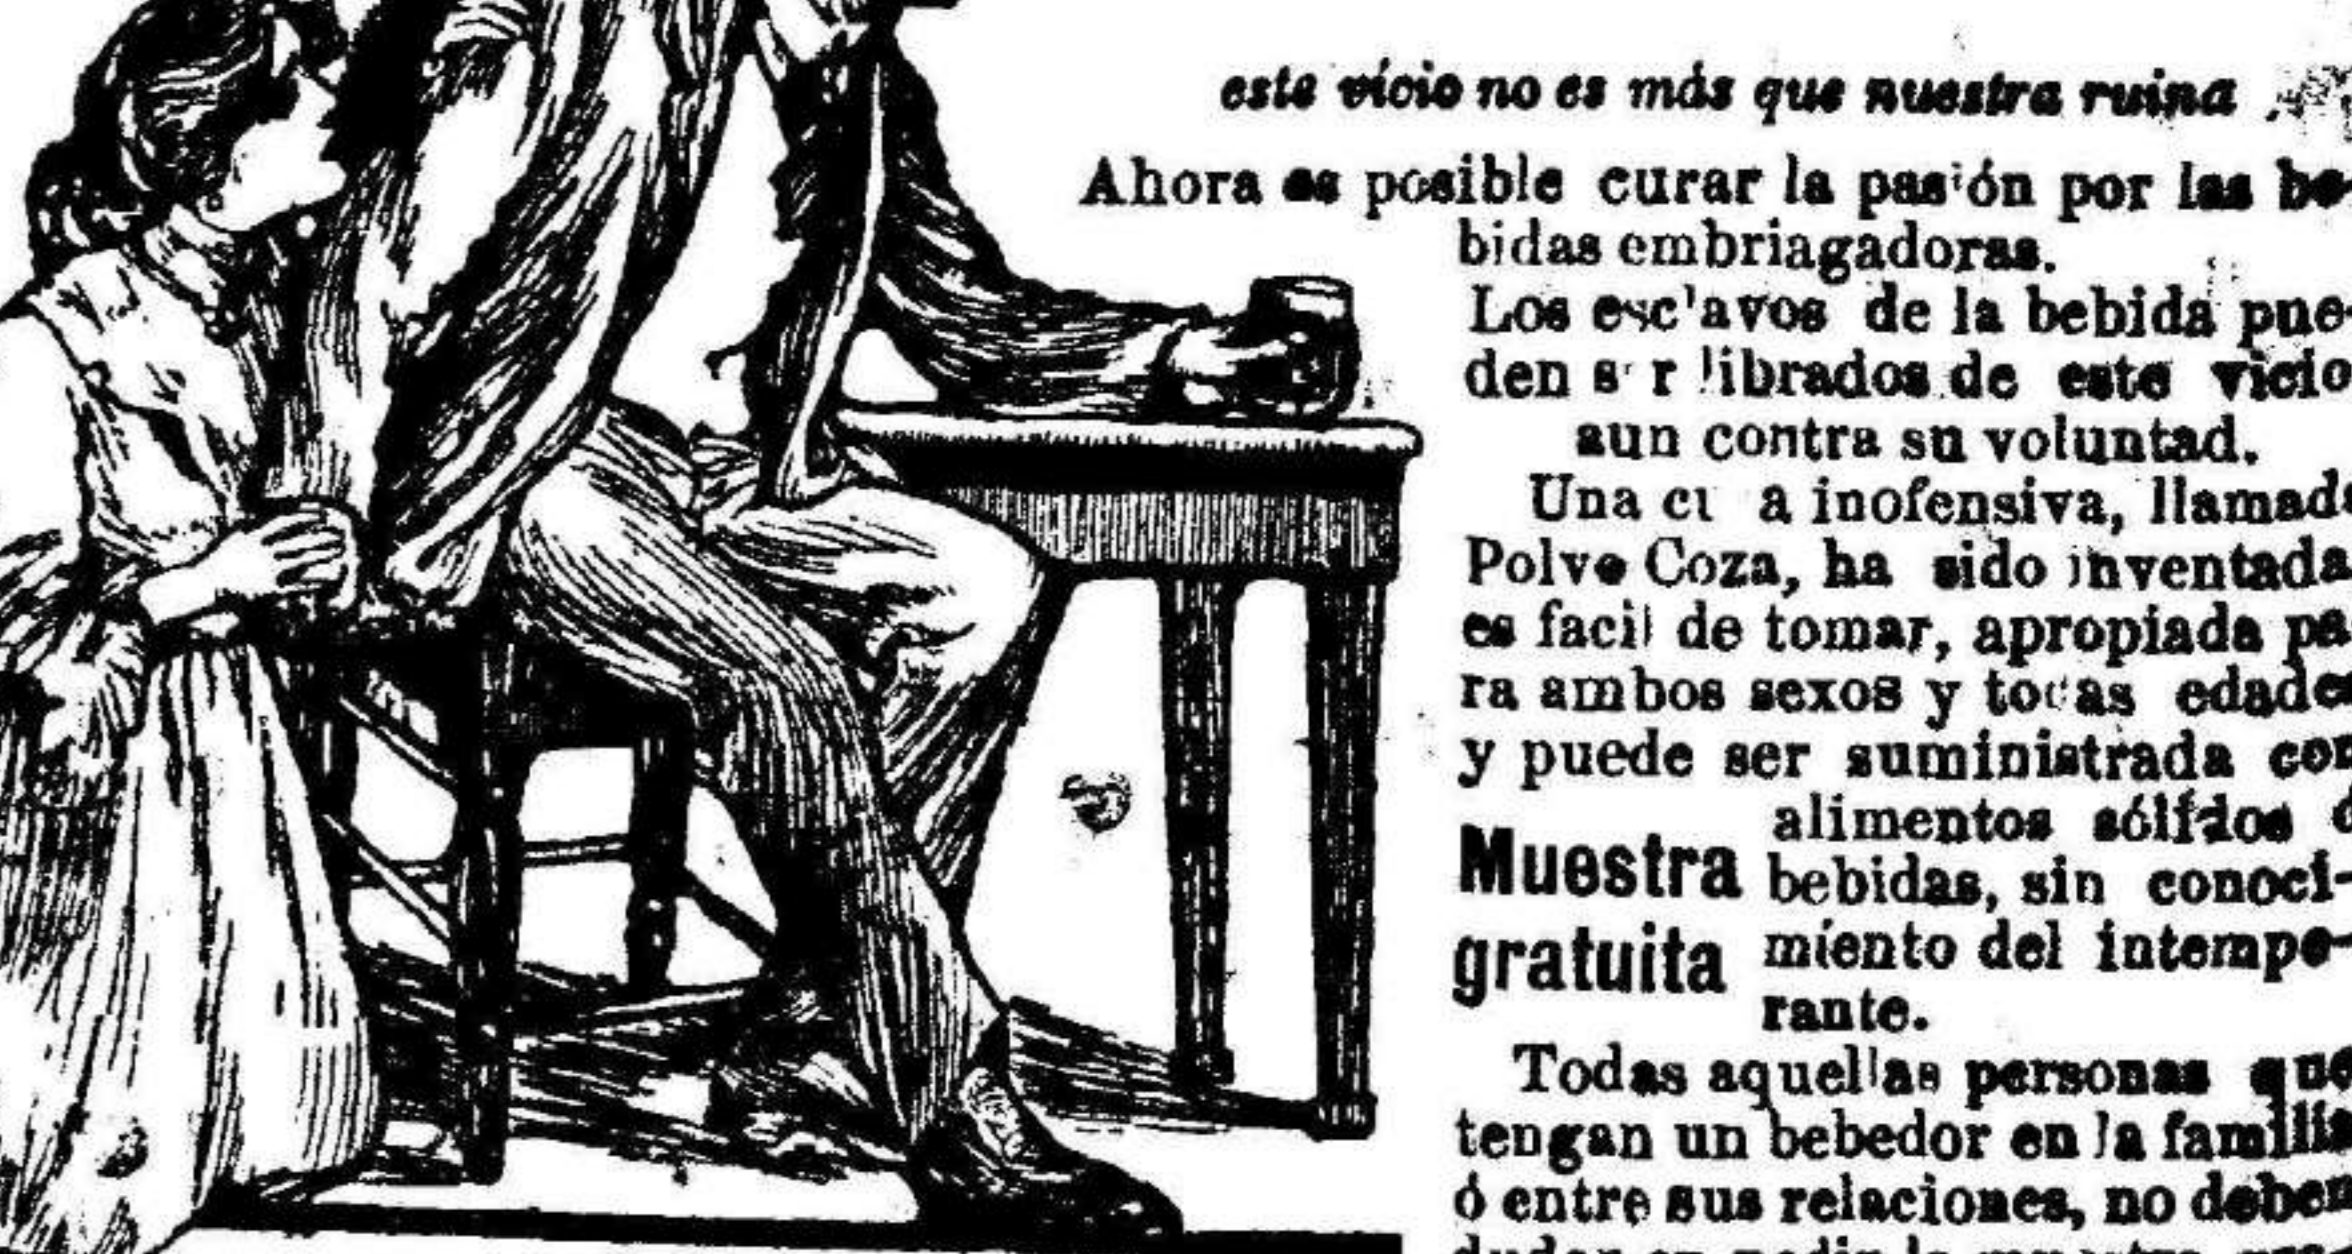 este vício no es más que nuestra ruina
Ahora es posible curar la pasión por las be-
bidas embriagadoras.
Los esclavos de la bebida pue-
den ser librados de este vicio
aun contra su voluntad.
Una inofensiva, llamada
Polvo Coza, ha sido inventada
es facil de tomar, apropiada pa-
ra ambos sexos y todas edades
y puede ser suministrada con
alimentos sólidos ó
Muestra bebidas, sin conoci-
gratuita miento del intempe-
rante.
Todas aquellas personas que
tengan un bebedor en la familia
ó entre sus relaciones, no deben